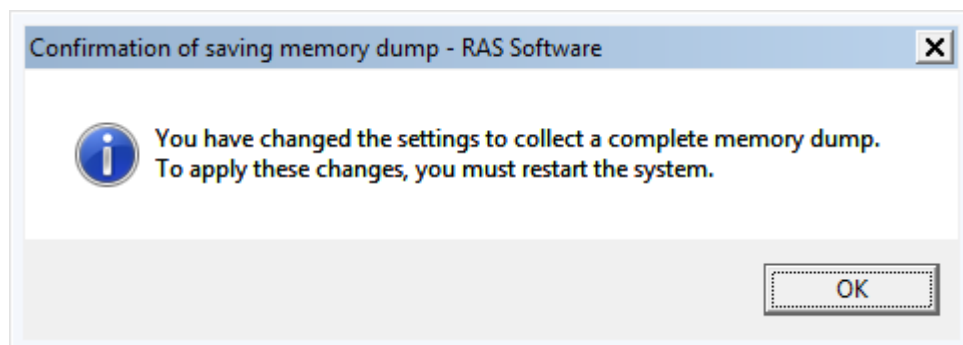 Confirmation of saving memory dump - RAS Software
You have changed the settings to collect a complete memory dump.
To apply these changes, you must restart the system.
OK